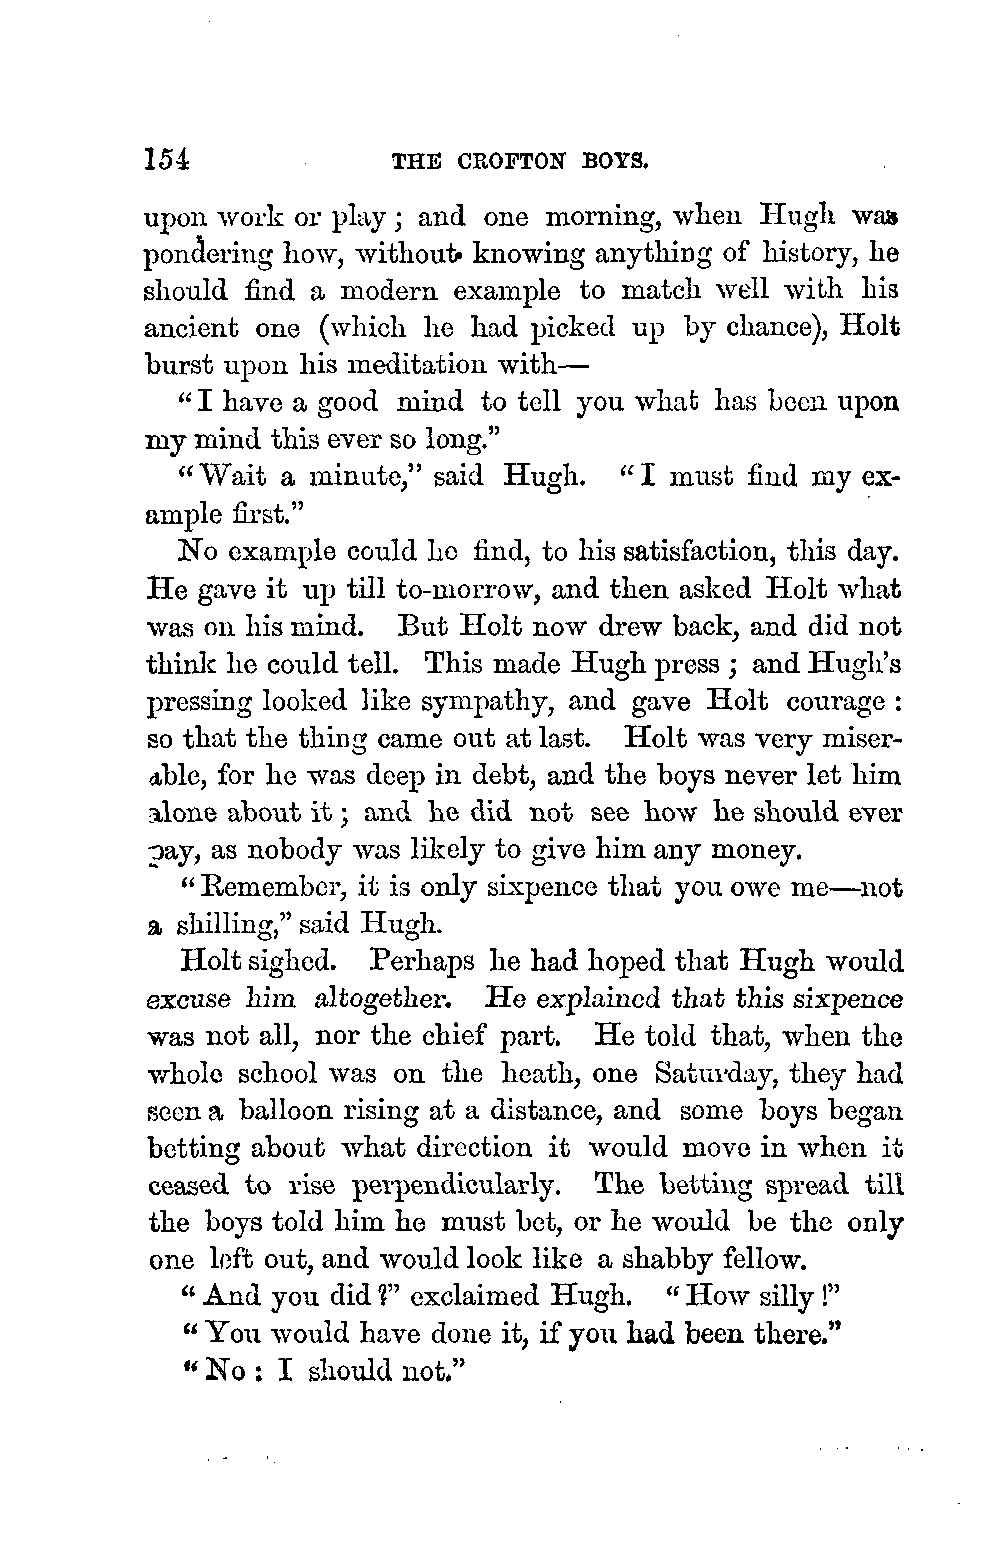 154 THE CROFTON BOYS.
upon work or play ; and one morning, when Hugh was
pondering how, without knowing anything of history, he
should find a modern example to match well with his
ancient one (which he had picked up by chance), Holt
burst upon his meditation with—
“I have a good mind to tell you what has been upon
my mind this ever so long.”
“Wait a minute,” said Hugh. “I must find my ex-
ample first.”
No example could he find, to his satisfaction, this day.
He gave it up till to-morrow, and then asked Holt what
was on his mind. But Holt now drew back, and did not
think he could tell. This made Hugh press ; and Hugh’s
pressing looked like sympathy, and gave Holt courage :
so that the thing came out at last. Holt was very miser-
able, for he was deep in debt, and the boys never let him
alone about it ; and he did not see how he should ever
pay, as nobody was likely to give him any money.
“Remember, it is only sixpence that you owe me—not
a shilling,” said Hugh.
Holt sighed. Perhaps he had hoped that Hugh would
excuse him altogether. He explained that this sixpence
was not all, nor the chief part. He told that, when the
whole school was on the heath, one Saturday, they had
seen a balloon rising at a distance, and some boys began
betting about what direction it would move in when it
ceased to rise perpendicularly. The betting spread till
the boys told him he must bet, or he would be the only
one left out, and would look like a shabby fellow.
“And you did ?” exclaimed Hugh. “How silly !”
“You would have done it, if you had been there.”
“No : I should not.”